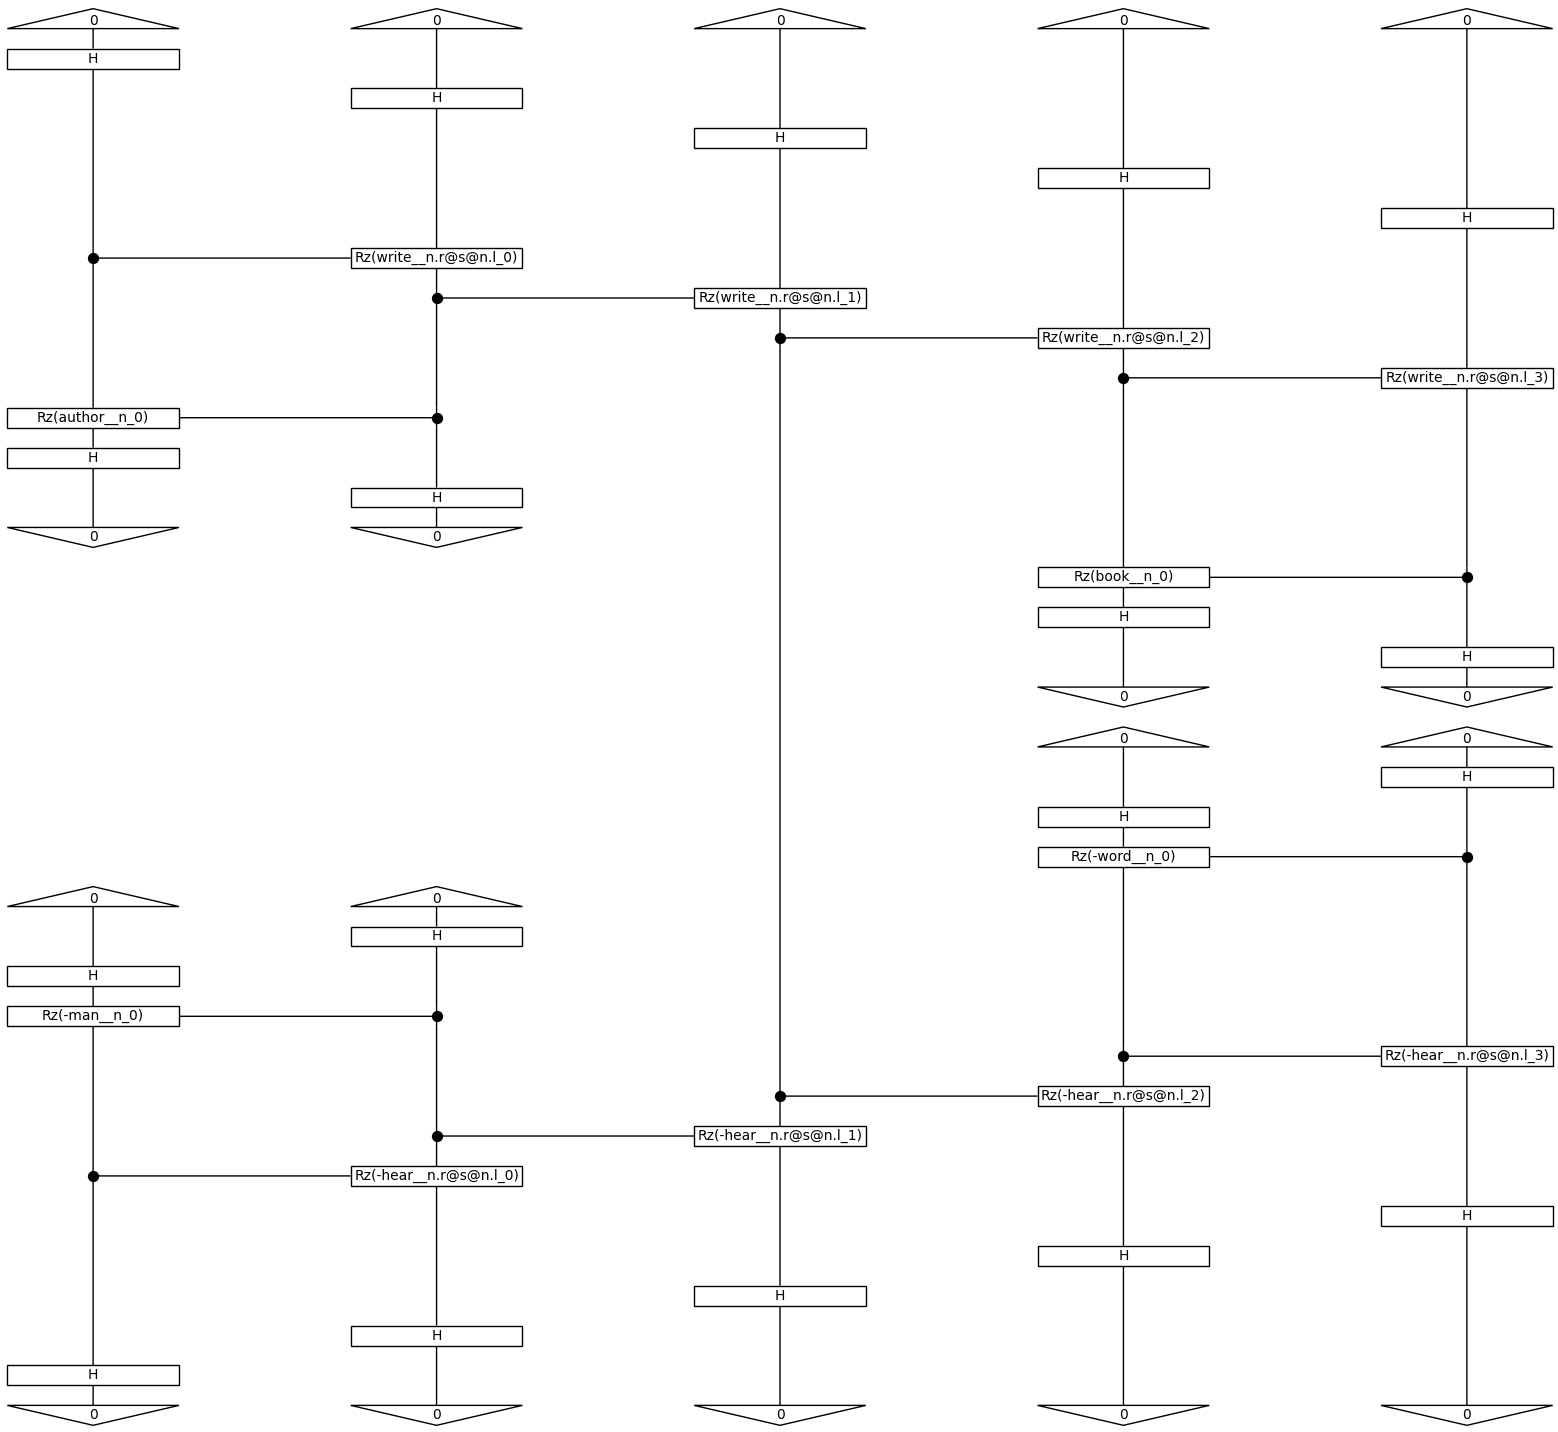 0 0 0 0 0
H
H
H
H
H
Rz(write__n.r@s@n.l_0)
Rz(write__n.r@s@n.l_1)
Rz(write__n.r@s@n.l_2)
Rz(write__n.r@s@n.l_3)
Rz(author__n_0)
H
H
0 0
Rz(book__n_0)
H
H
0 0
0 0
H
H
Rz(-word__n_0)
0 0
H
H
Rz(-man__n_0)
Rz(-hear__n.r@s@n.l_3)
Rz(-hear__n.r@s@n.l_2)
Rz(-hear__n.r@s@n.l_1)
Rz(-hear__n.r@s@n.l_0)
H
H
H
H
H
0 0 0 0 0